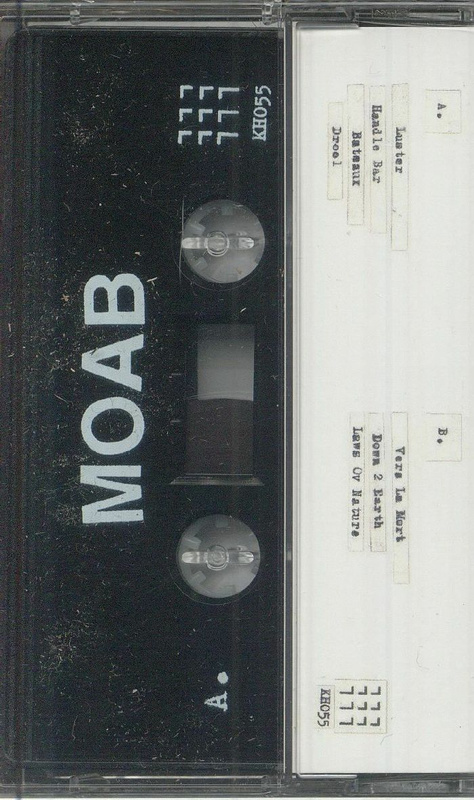 KH055
MOAB
A.
A.
Luster
Handle Bar
Bateaux
Drool
B.
Vers La Mort
Down 2 Earth
Laws Ov Nature
KH055